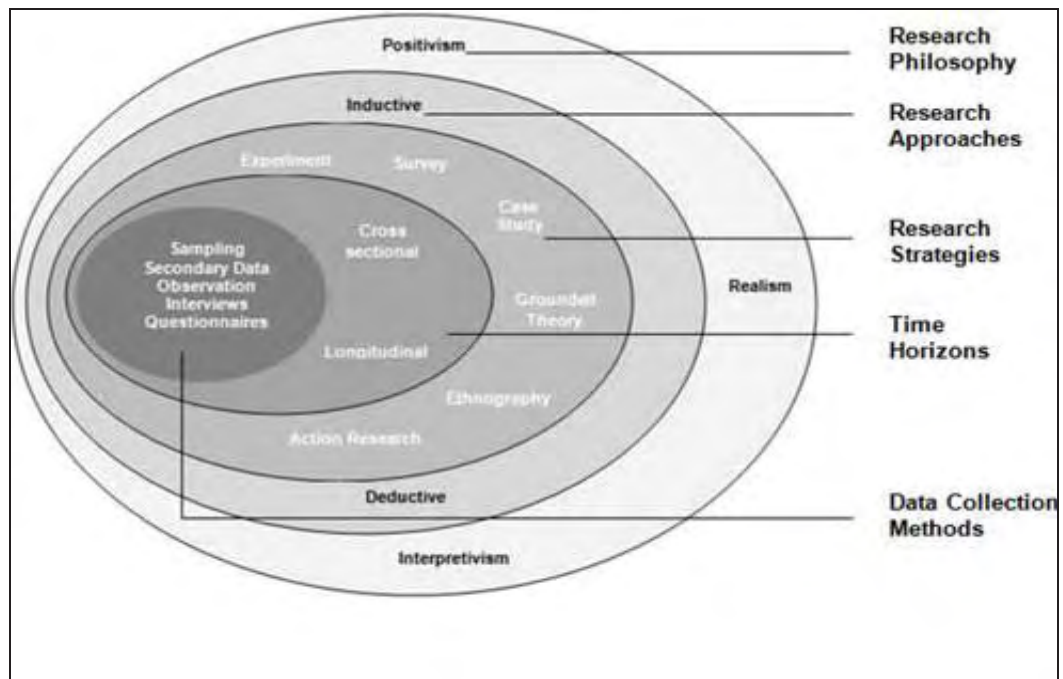 Positivism
Research
Philosophy
Inductive
Research
Approaches
Experiment
Survey
Case
Study
Research
Strategies
Cross
sectional
Sampling
Secondary Data
Observation
Interviews
Questionnaires
Realism
Grounded
Theory
Time
Horizons
Longitudinal
Ethnography
Action Research
Deductive
Data Collection
Methods
Interpretivism